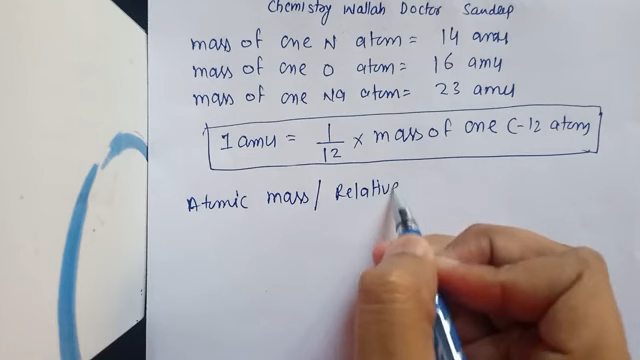 Chemistry Wallah Doctor Sandeep
mass of one N atom = 14 amu
mass of one O atom = 16 amu
mass of one Na atom = 23 amu
1 amu = 1/12 × mass of one C-12 atom
Atomic mass / Relative